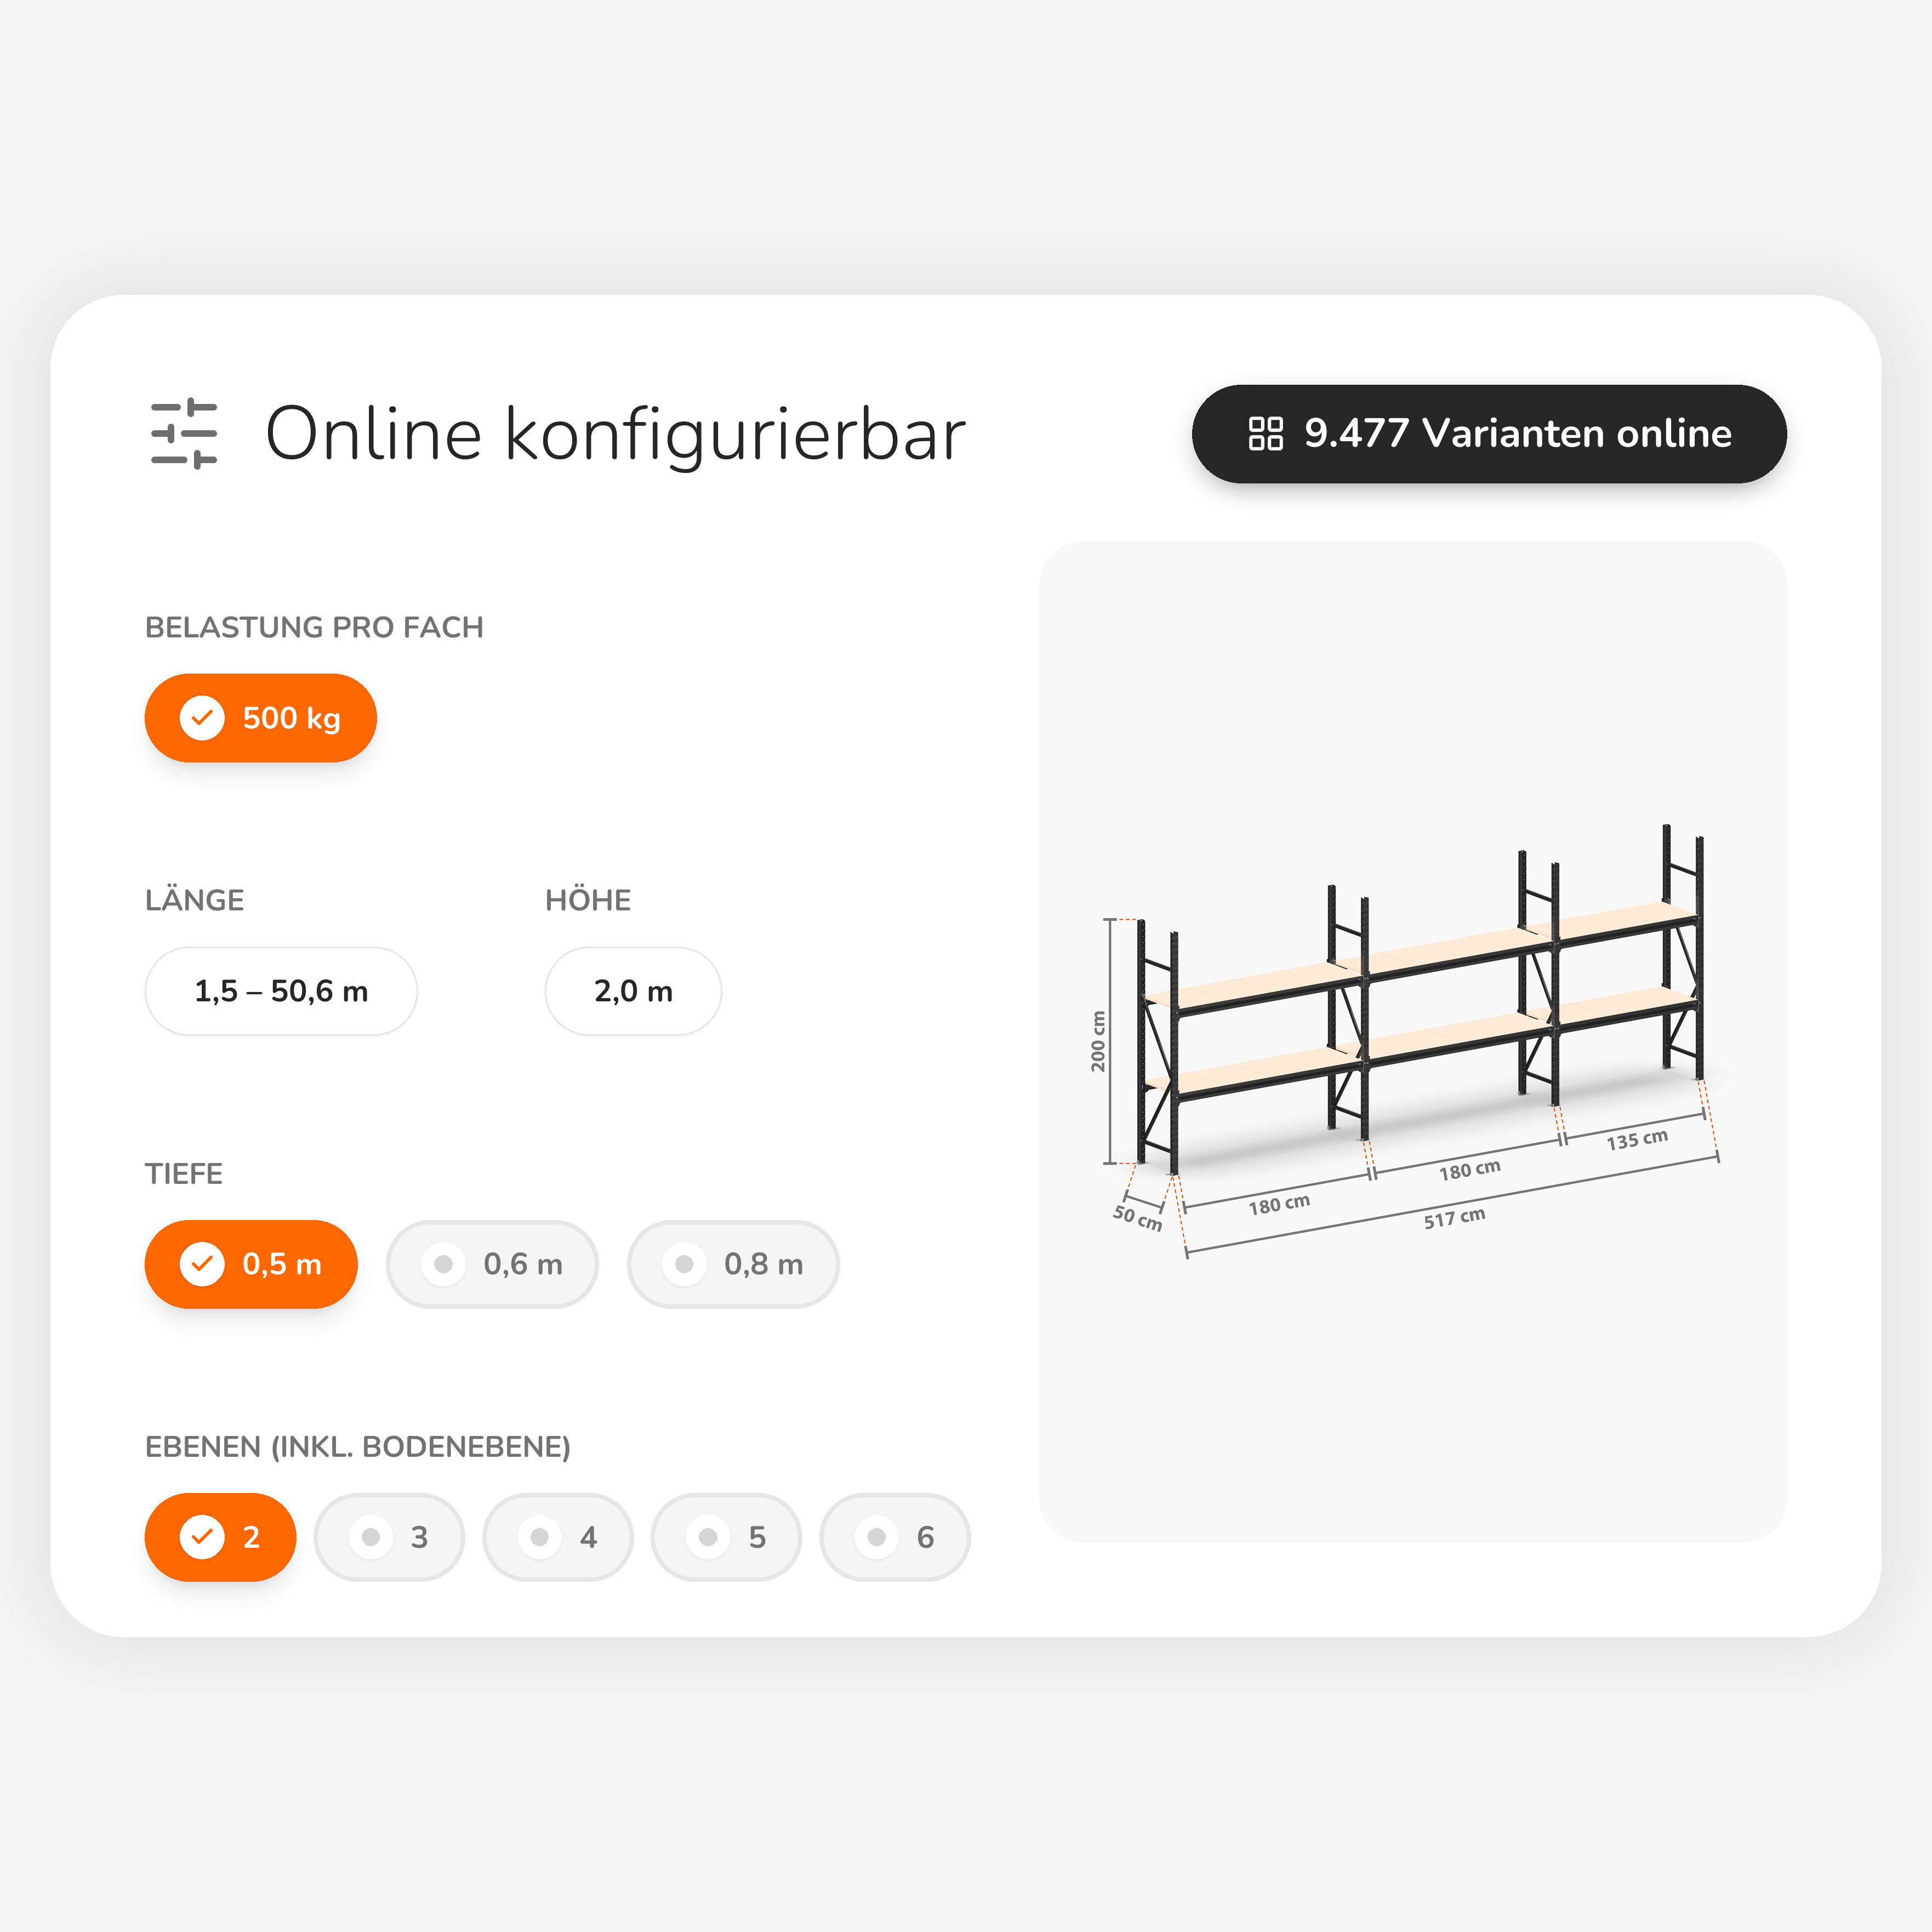 Online konfigurierbar
9.477 Varianten online
BELASTUNG PRO FACH
500 kg
LÄNGE
HÖHE
1,5 – 50,6 m
2,0 m
TIEFE
0,5 m
0,6 m
0,8 m
EBENEN (INKL. BODENEBENE)
2
3
4
5
6
200 cm
50 cm
180 cm
180 cm
135 cm
517 cm